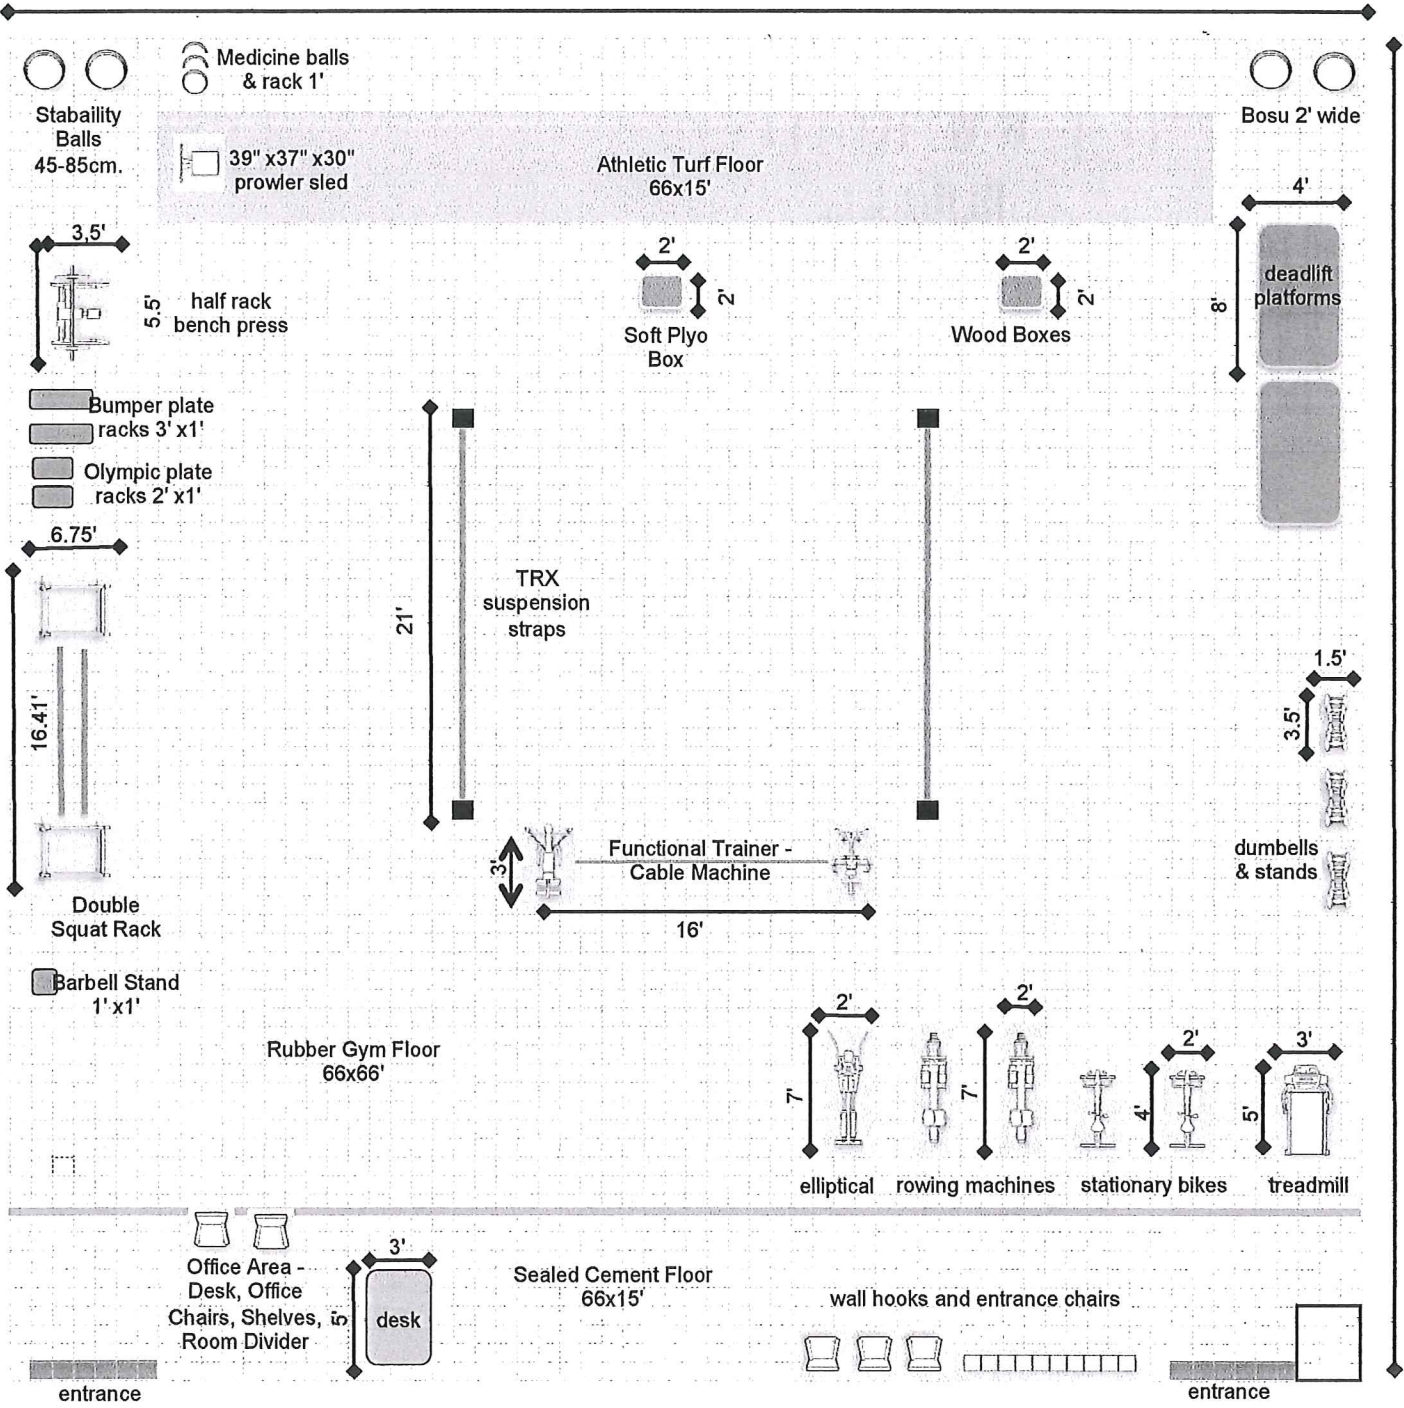 Medicine balls
& rack 1'
Stabaility
Balls
45-85cm.
Bosu 2' wide
39" x37" x30"
prowler sled
Athletic Turf Floor
66x15'
4'
3,5'
5.5'
half rack
bench press
2'
2'
Soft Plyo
Box
2'
2'
Wood Boxes
8'
deadlift
platforms
Bumper plate
racks 3' x1'
Olympic plate
racks 2' x1'
6.75'
16.41'
Double
Squat Rack
21'
TRX
suspension
straps
1.5'
3.5'
dumbells
& stands
3'
Functional Trainer -
Cable Machine
16'
Barbell Stand
1' x1'
Rubber Gym Floor
66x66'
2'
7'
elliptical
2'
7'
rowing machines
2'
4'
stationary bikes
3'
5'
treadmill
Office Area -
Desk, Office
Chairs, Shelves,
Room Divider
3'
5'
desk
Sealed Cement Floor
66x15'
wall hooks and entrance chairs
entrance
entrance